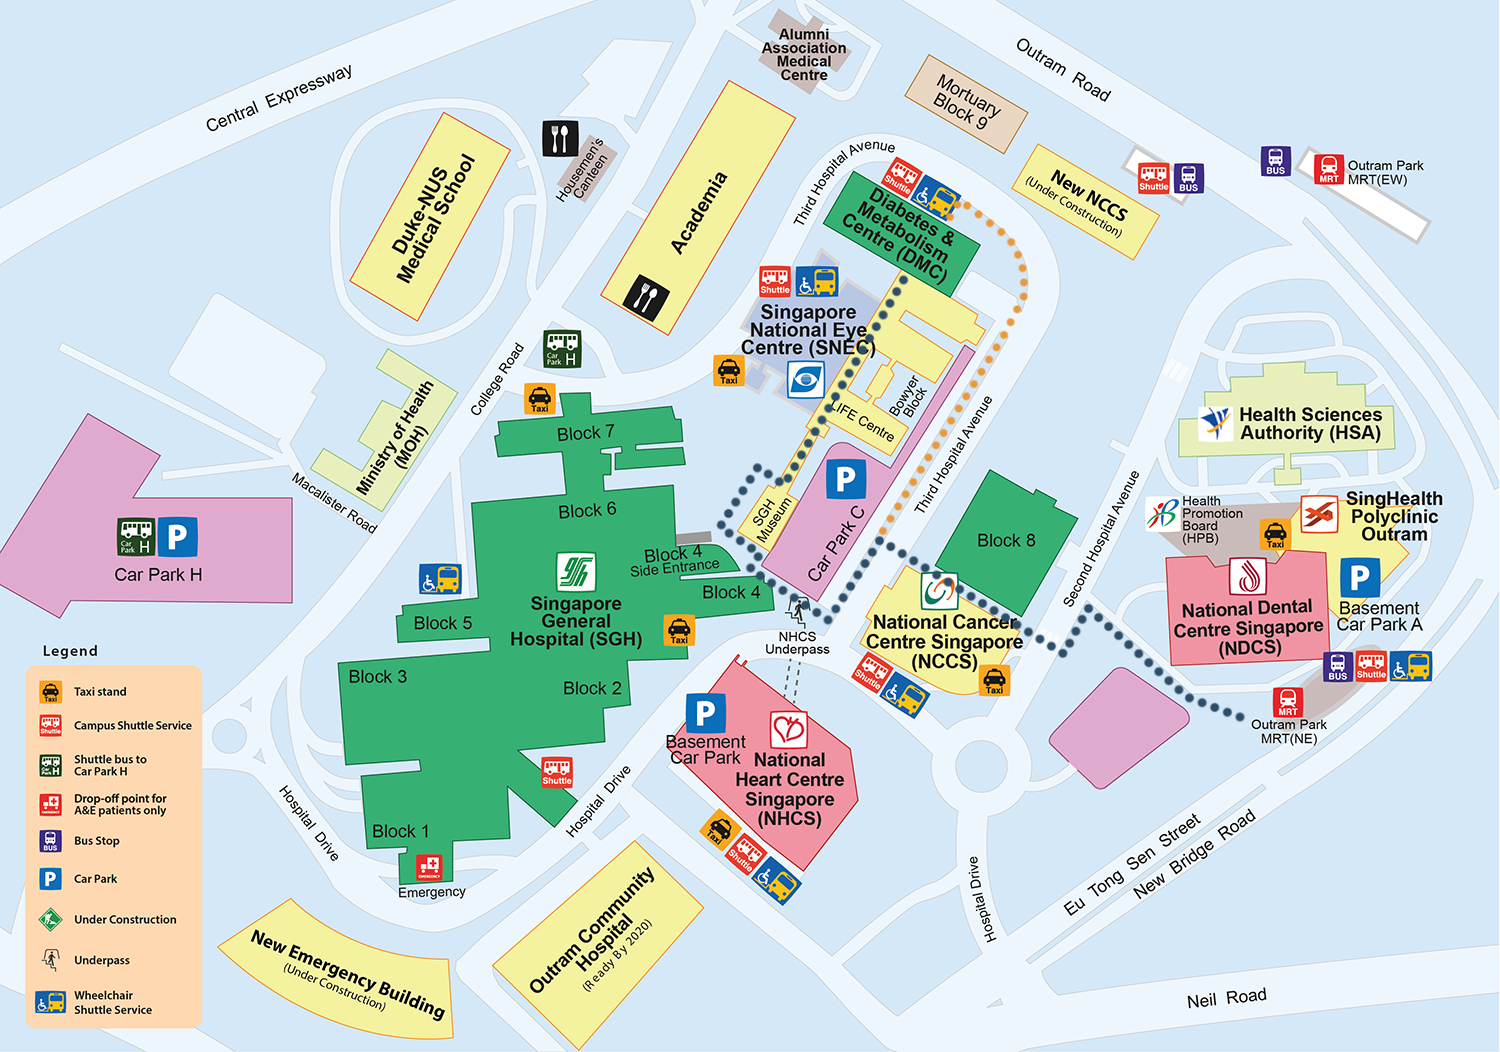 Alumni
Association
Medical
Centre
Outram Road
Central Expressway
Mortuary
Block 9
Housemen's
Canteen
Third Hospital Avenue
Duke-NUS
Medical School
Academia
Shuttle
Diabetes &
Metabolism
Centre (DMC)
New NCCS
(Under Construction)
Shuttle
BUS
BUS
MRT
Outram Park
MRT(EW)
Shuttle
Singapore
National Eye
Centre (SNEC)
Taxi
Car
Park H
College Road
Taxi
LIFE Centre
Bowyer
Block
Third Hospital Avenue
Health Sciences
Authority (HSA)
Ministry of Health
(MOH)
Macalister Road
Block 7
Block 6
SGH
Museum
P
Car Park C
Block 8
Second Hospital Avenue
Health
Promotion
Board
(HPB)
Taxi
SingHealth
Polyclinic
Outram
Car
Park H
P
Car Park H
Block 4
Side Entrance
Block 4
Singapore
General
Hospital (SGH)
Taxi
Block 5
NHCS
Underpass
National Cancer
Centre Singapore
(NCCS)
Shuttle
Taxi
National Dental
Centre Singapore
(NDCS)
P
Basement
Car Park A
BUS
Shuttle
MRT
Outram Park
MRT(NE)
Block 3
Block 2
P
Basement
Car Park
National
Heart Centre
Singapore
(NHCS)
Taxi
Shuttle
Shuttle
Hospital Drive
Hospital Drive
Block 1
EMERGENCY
Emergency
Hospital Drive
Eu Tong Sen Street
New Bridge Road
Neil Road
Outram Community
Hospital
(Ready By 2020)
New Emergency Building
(Under Construction)
Legend
Taxi
Taxi stand
Shuttle
Campus Shuttle Service
Car
Park H
Shuttle bus to
Car Park H
EMERGENCY
Drop-off point for
A&E patients only
BUS
Bus Stop
P
Car Park
Under Construction
Underpass
Wheelchair
Shuttle Service